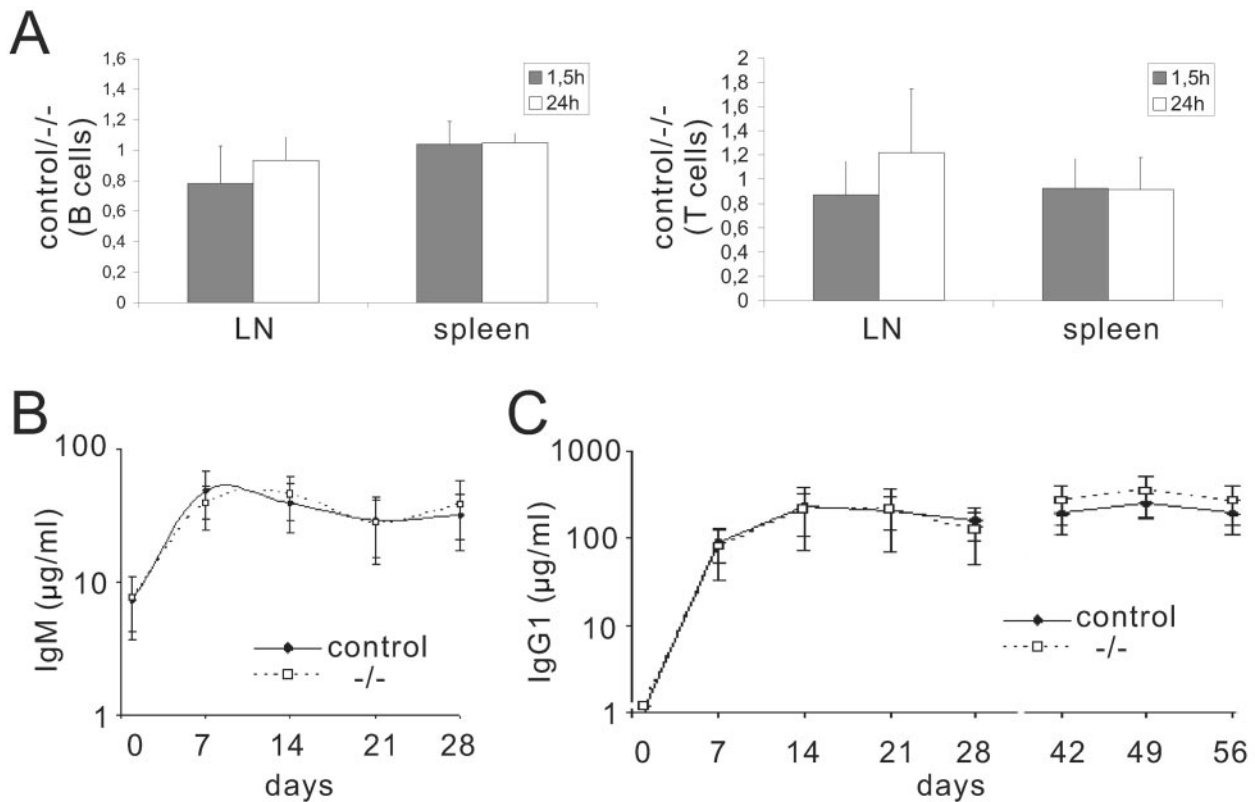 A
control/-/-
(B cells)
1,6
1,4
1,2
1
0,8
0,6
0,4
0,2
0
1,5h
24h
LN spleen
control/-/-
(T cells)
2
1,8
1,6
1,4
1,2
1
0,8
0,6
0,4
0,2
0
1,5h
24h
LN spleen
B
IgM (µg/ml)
100
10
1
control
-/-
0 7 14 21 28
days
C
IgG1 (µg/ml)
1000
100
10
1
control
-/-
0 7 14 21 28 42 49 56
days